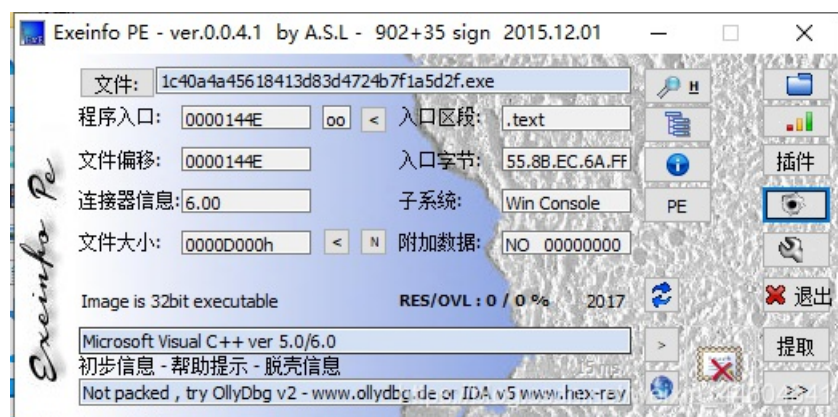 Exeinfo PE - ver.0.0.4.1 by A.S.L - 902+35 sign 2015.12.01
文件: 1c40a4a45618413d83d4724b7f1a5d2f.exe H
程序入口: 0000144E oo < 入口区段: .text
文件偏移: 0000144E 入口字节: 55.8B.EC.6A.FF 插件
连接器信息: 6.00 子系统: Win Console PE
文件大小: 0000D000h < N 附加数据: NO 00000000
Image is 32bit executable RES/OVL : 0 / 0 % 2017 退出
Microsoft Visual C++ ver 5.0/6.0 > 提取
初步信息 - 帮助提示 - 脱壳信息
Not packed , try OllyDbg v2 - www.ollydbg.de or IDA v5 www.hex-ray >>
Exeinfo Pe